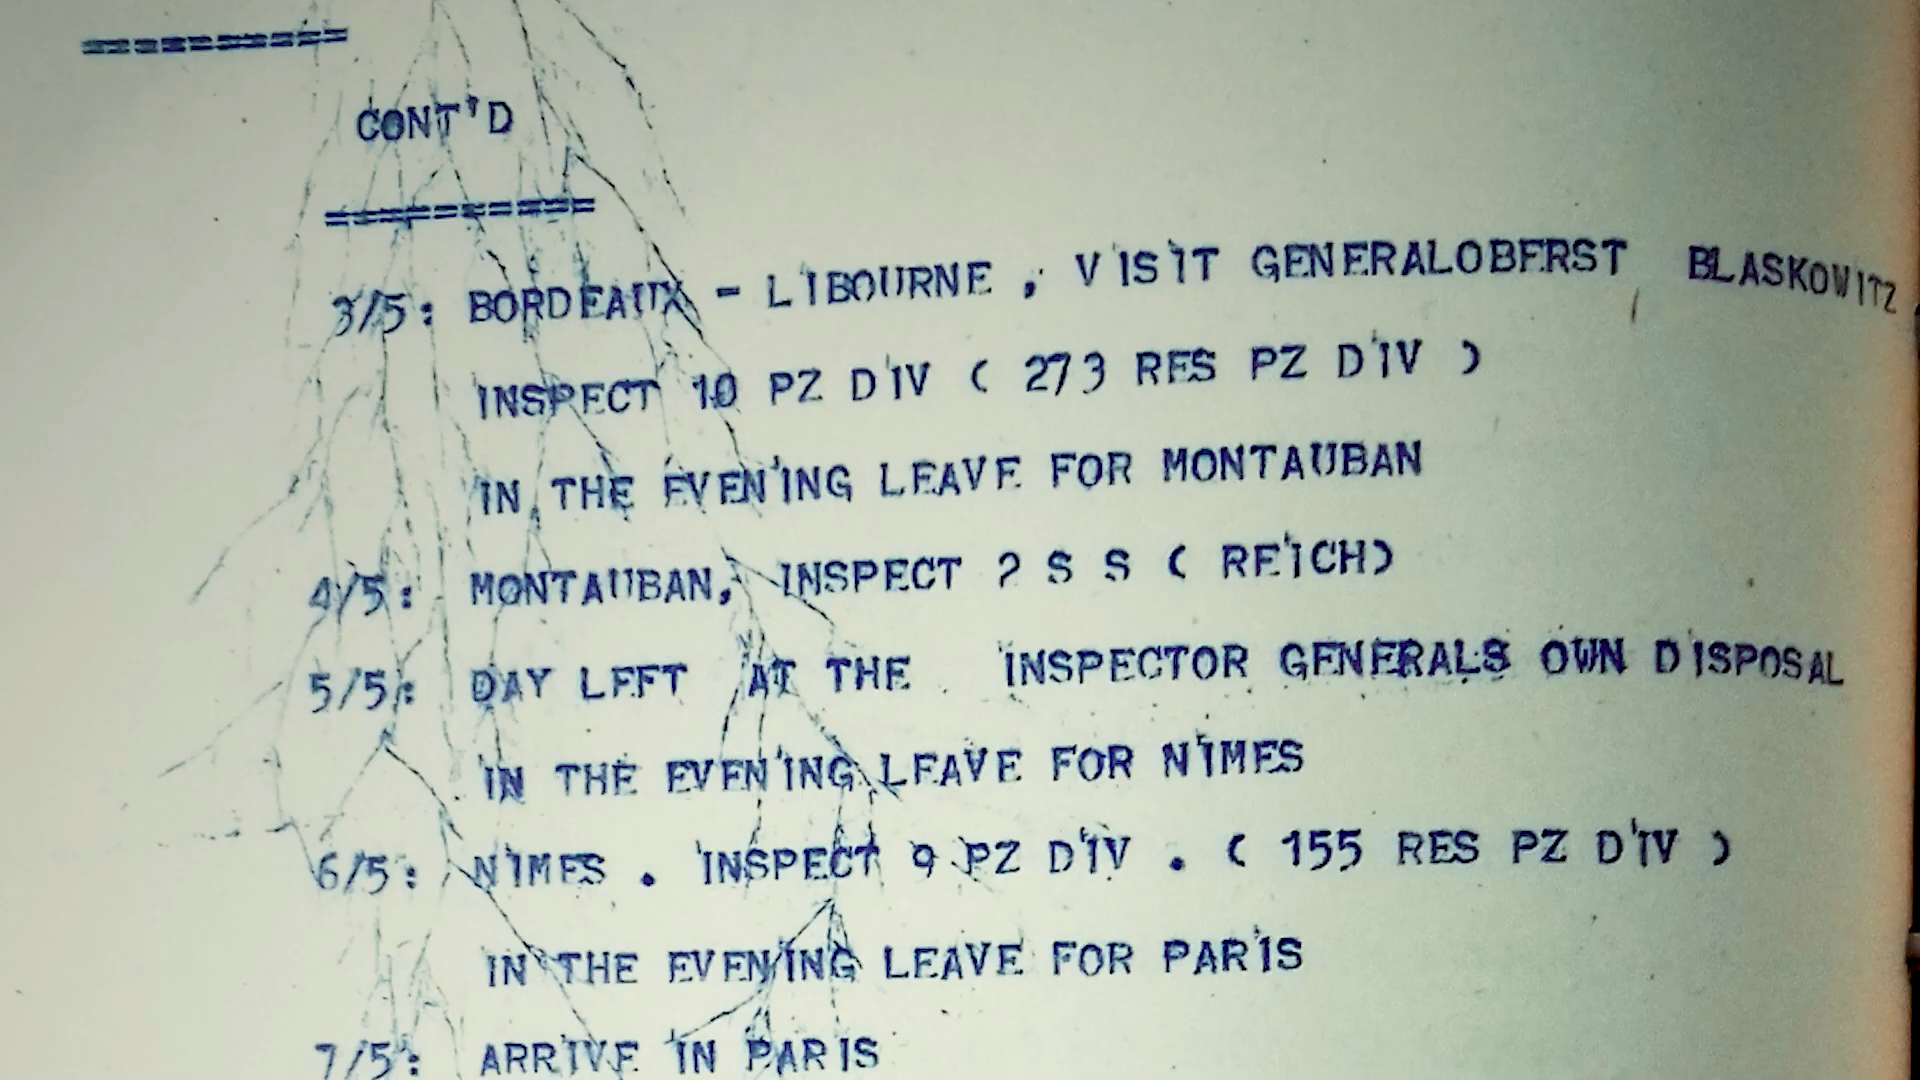 ==========
CONT'D
==========
3/5: BORDEAUX - LIBOURNE , VISIT GENERALOBERST BLASKOWITZ
INSPECT 10 PZ DIV ( 273 RES PZ DIV )
IN THE EVENING LEAVE FOR MONTAUBAN
4/5: MONTAUBAN, INSPECT 2 S S ( REICH)
5/5: DAY LEFT AT THE INSPECTOR GENERALS OWN DISPOSAL
IN THE EVENING LEAVE FOR NIMES
6/5: NIMES . INSPECT 9 PZ DIV . ( 155 RES PZ DIV )
IN THE EVENING LEAVE FOR PARIS
7/5: ARRIVE IN PARIS